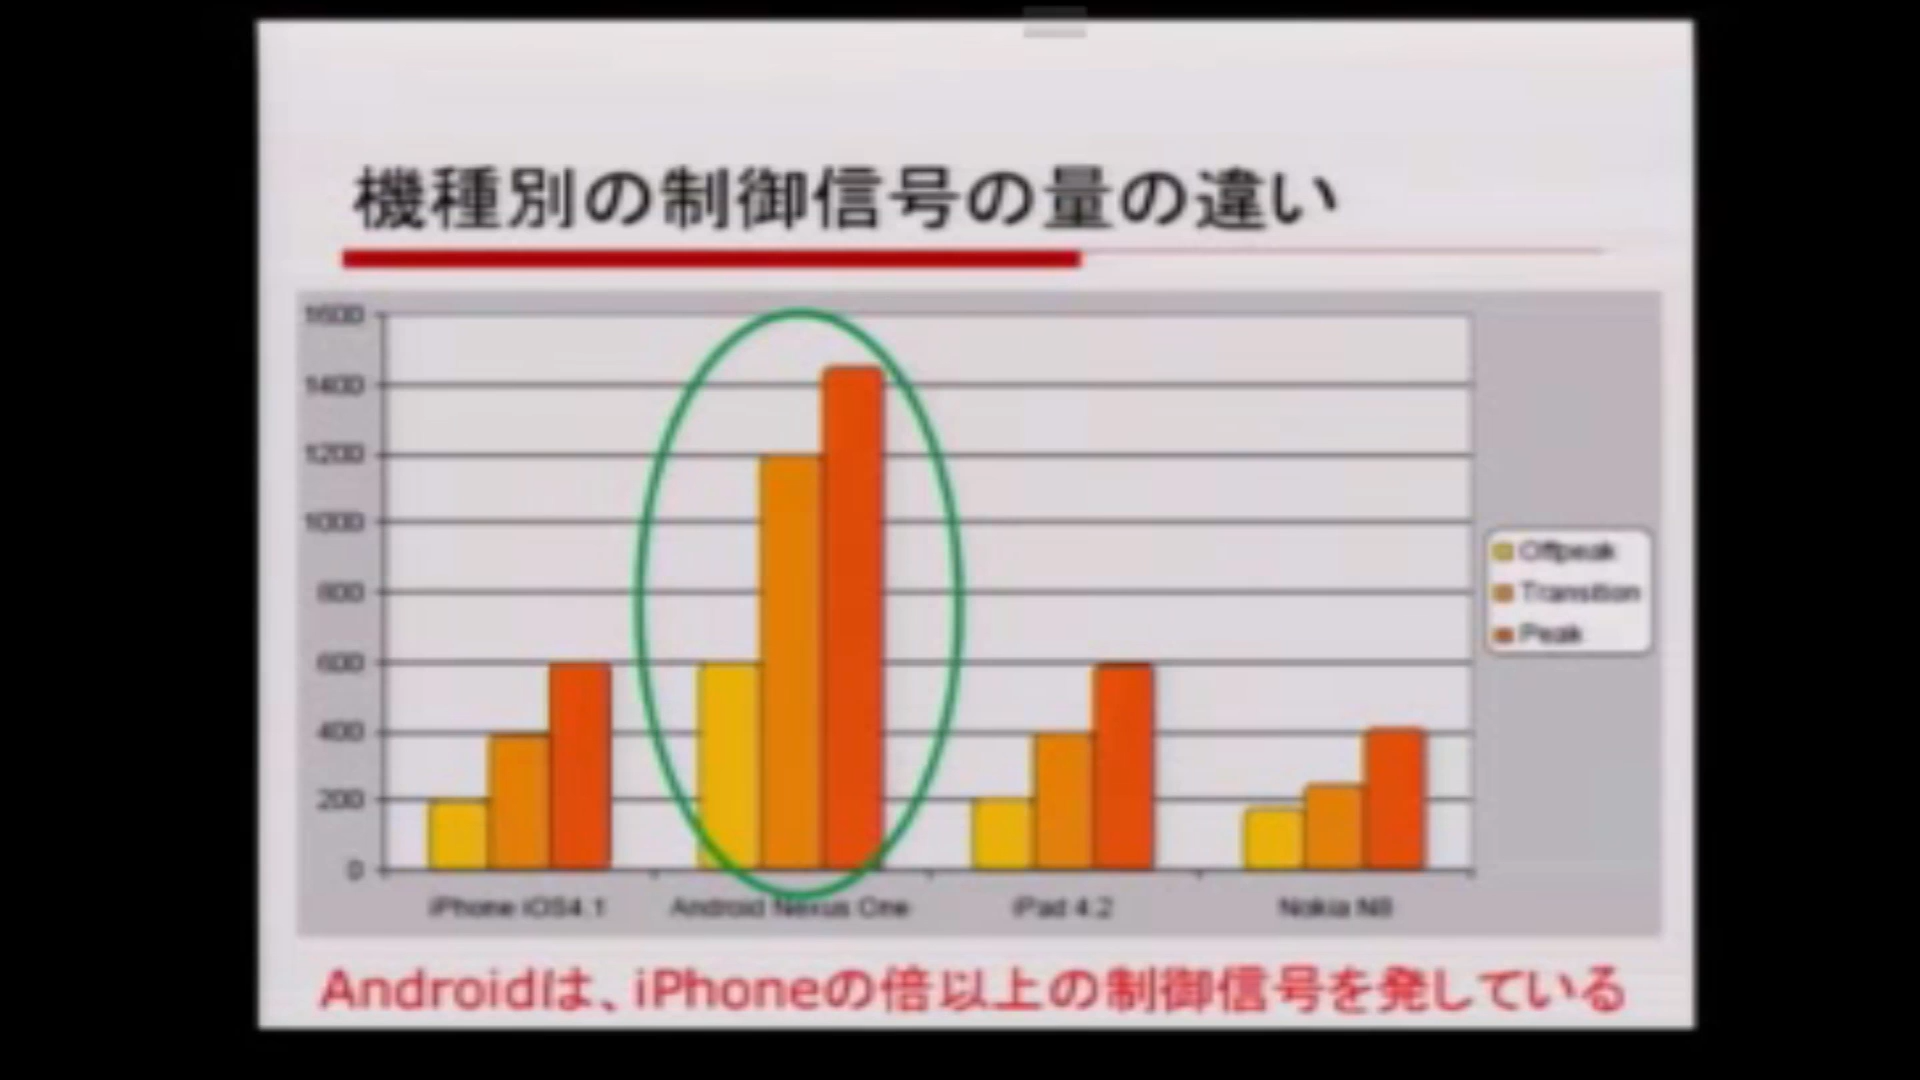 機種別の制御信号の量の違い
1600
1400
1200
1000
800
600
400
200
0
Offpeak
Transition
Peak
iPhone iOS4.1
Android Nexus One
iPad 4.2
Nokia N8
Androidは、iPhoneの倍以上の制御信号を発している